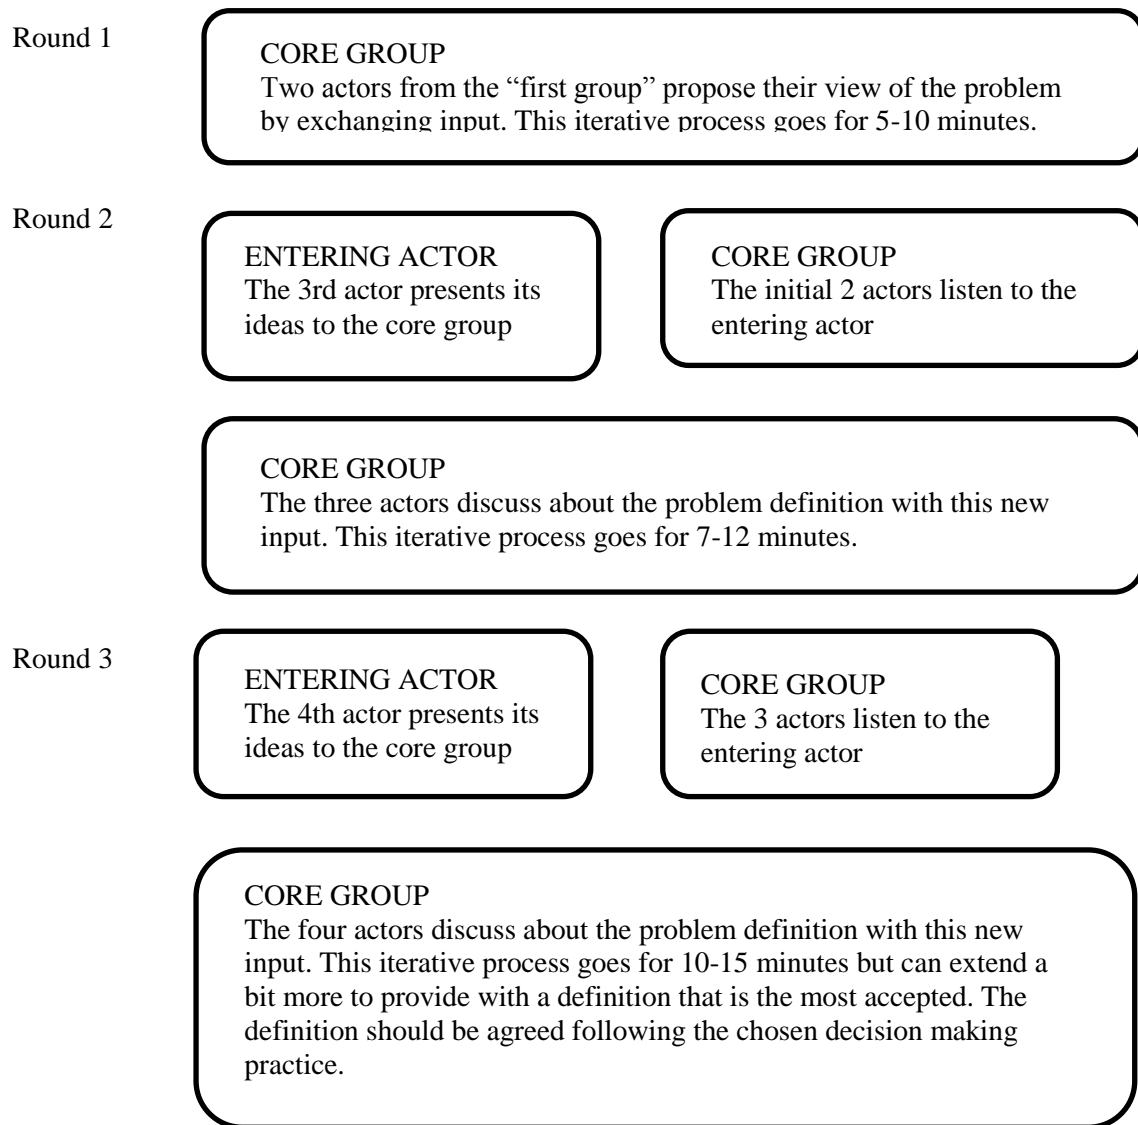 Round 1
CORE GROUP
Two actors from the “first group” propose their view of the problem
by exchanging input. This iterative process goes for 5-10 minutes.
Round 2
ENTERING ACTOR
The 3rd actor presents its
ideas to the core group
CORE GROUP
The initial 2 actors listen to the
entering actor
CORE GROUP
The three actors discuss about the problem definition with this new
input. This iterative process goes for 7-12 minutes.
Round 3
ENTERING ACTOR
The 4th actor presents its
ideas to the core group
CORE GROUP
The 3 actors listen to the
entering actor
CORE GROUP
The four actors discuss about the problem definition with this new
input. This iterative process goes for 10-15 minutes but can extend a
bit more to provide with a definition that is the most accepted. The
definition should be agreed following the chosen decision making
practice.